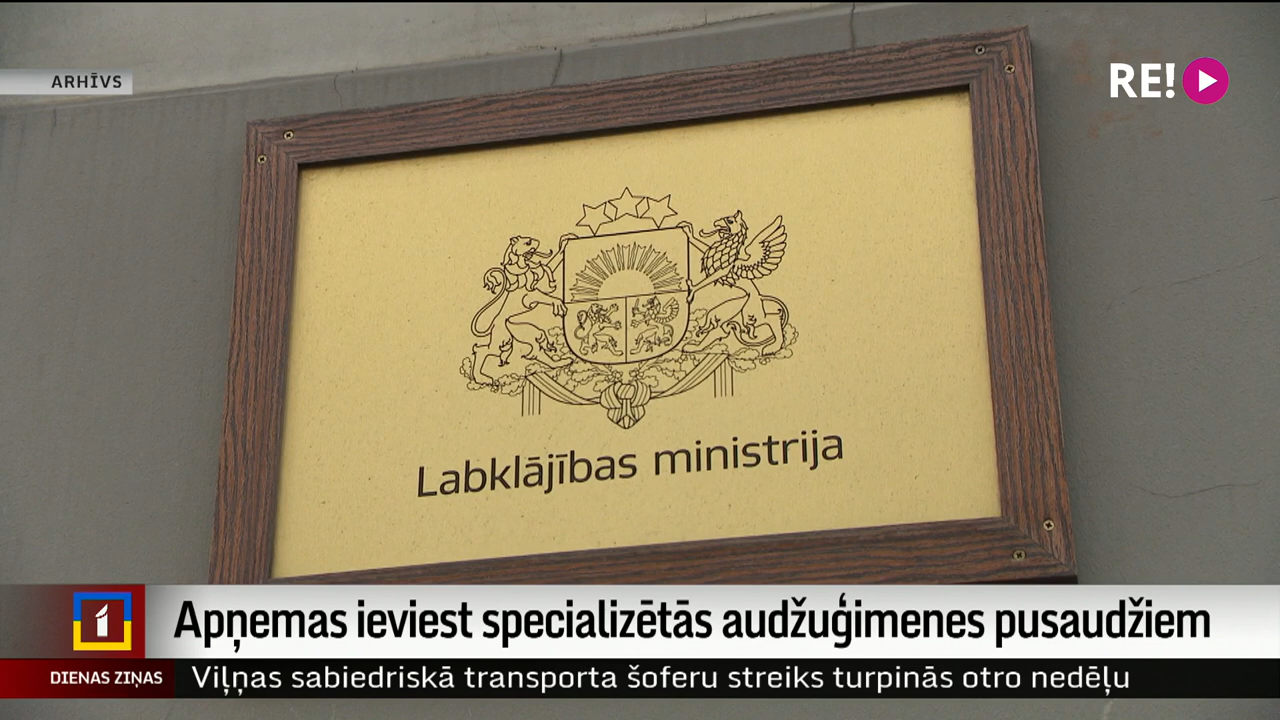 ARHĪVS
RE!
Labklājības ministrija
1
Apņemas ieviest specializētās audžuģimenes pusaudžiem
DIENAS ZIŅAS
Viļņas sabiedriskā transporta šoferu streiks turpinās otro nedēļu